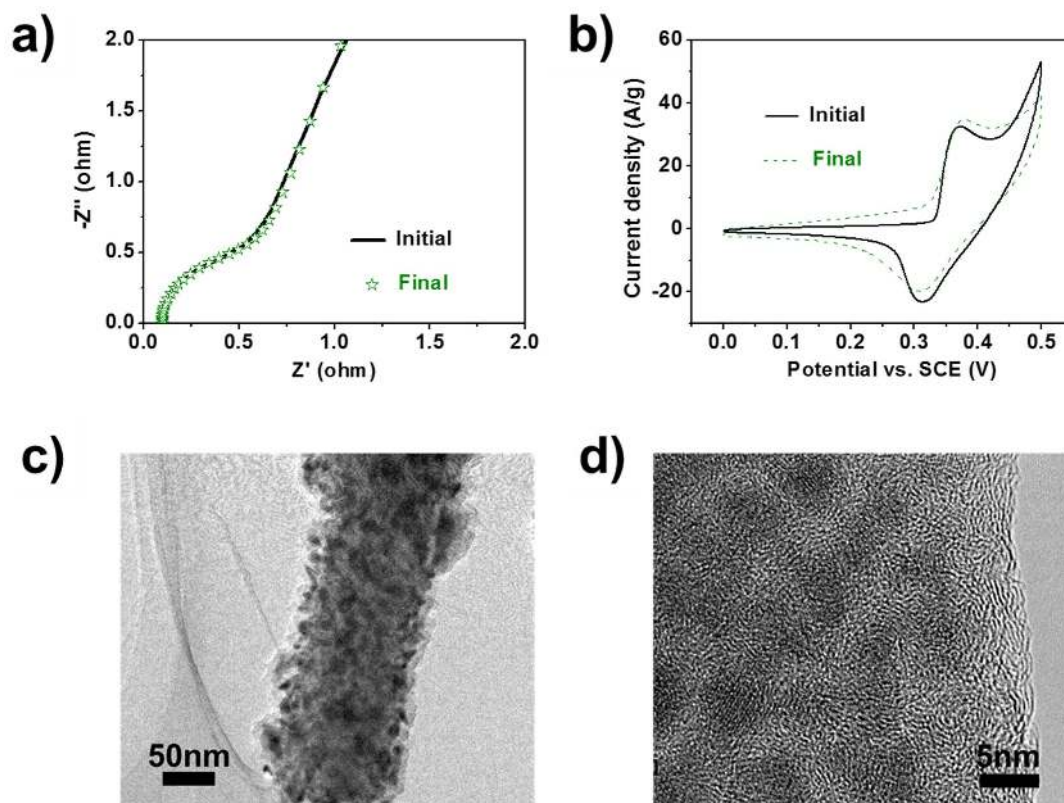 a)
2.0
1.5
1.0
0.5
0.0
-Z'' (ohm)
Initial
Final
0.0 0.5 1.0 1.5 2.0
Z' (ohm)
b)
60
40
20
0
-20
Current density (A/g)
Initial
Final
0.0 0.1 0.2 0.3 0.4 0.5
Potential vs. SCE (V)
c)
50nm
d)
5nm